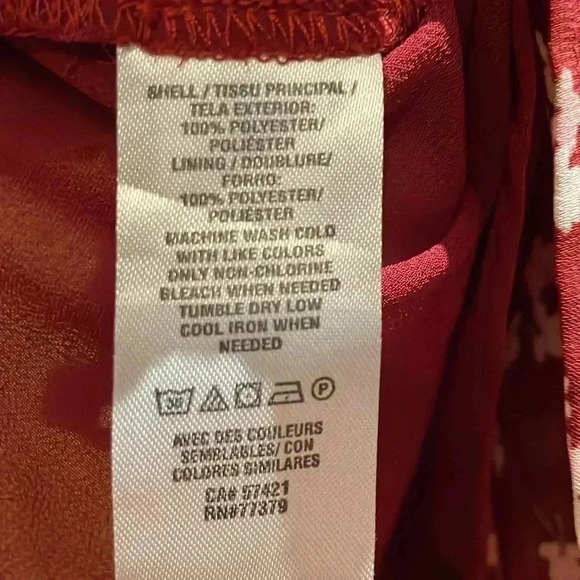 SHELL / TISSU PRINCIPAL /
TELA EXTERIOR:
100% POLYESTER/
POLIÉSTER
LINING / DOUBLURE/
FORRO:
100% POLYESTER/
POLIÉSTER
MACHINE WASH COLD
WITH LIKE COLORS
ONLY NON-CHLORINE
BLEACH WHEN NEEDED
TUMBLE DRY LOW
COOL IRON WHEN
NEEDED
30 P
AVEC DES COULEURS
SEMBLABLES/ CON
COLORES SIMILARES
CA# 57421
RN#77379